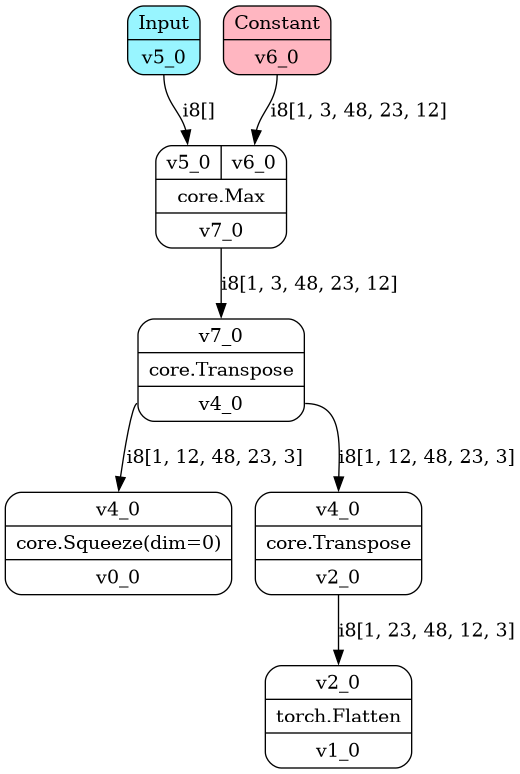 Input
v5_0
Constant
v6_0
i8[]
i8[1, 3, 48, 23, 12]
v5_0
v6_0
core.Max
v7_0
i8[1, 3, 48, 23, 12]
v7_0
core.Transpose
v4_0
i8[1, 12, 48, 23, 3]
i8[1, 12, 48, 23, 3]
v4_0
core.Squeeze(dim=0)
v0_0
v4_0
core.Transpose
v2_0
i8[1, 23, 48, 12, 3]
v2_0
torch.Flatten
v1_0